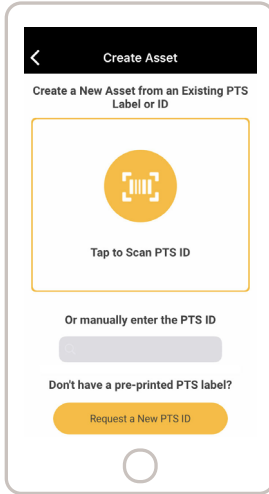 Create Asset
Create a New Asset from an Existing PTS
Label or ID
Tap to Scan PTS ID
Or manually enter the PTS ID
Don't have a pre-printed PTS label?
Request a New PTS ID